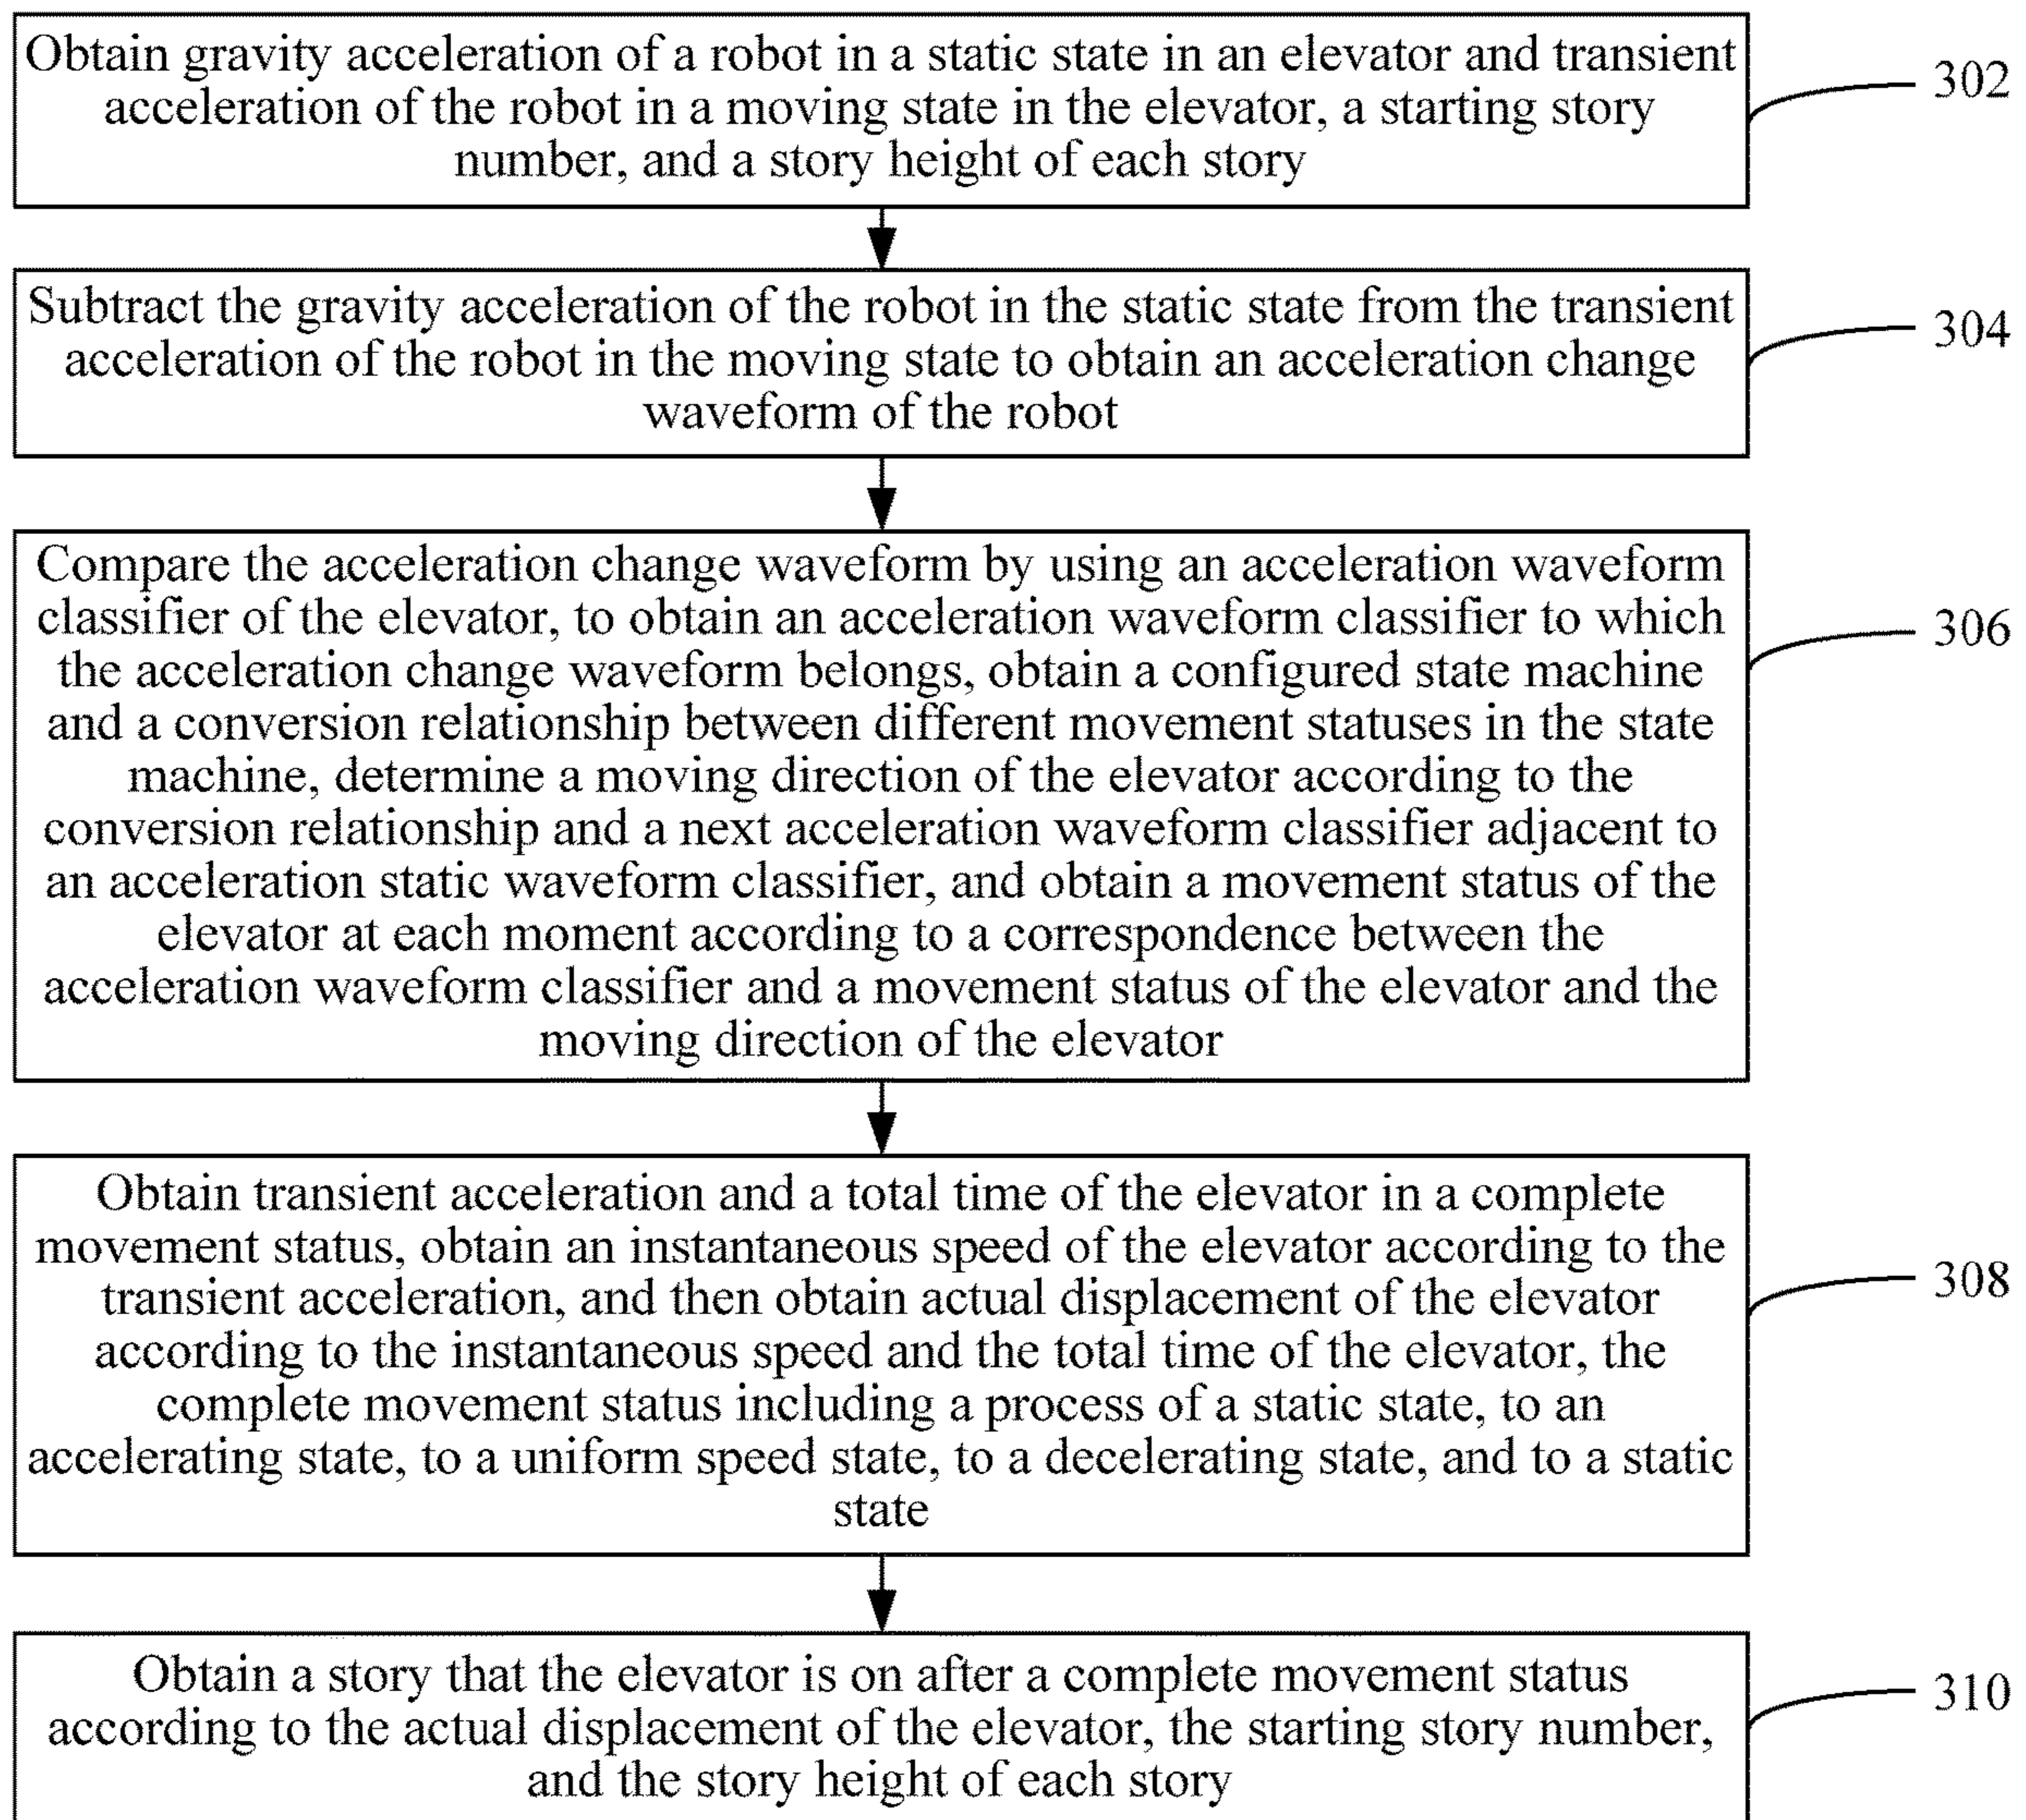 Obtain gravity acceleration of a robot in a static state in an elevator and transient
acceleration of the robot in a moving state in the elevator, a starting story
number, and a story height of each story
302
Subtract the gravity acceleration of the robot in the static state from the transient
acceleration of the robot in the moving state to obtain an acceleration change
waveform of the robot
304
Compare the acceleration change waveform by using an acceleration waveform
classifier of the elevator, to obtain an acceleration waveform classifier to which
the acceleration change waveform belongs, obtain a configured state machine
and a conversion relationship between different movement statuses in the state
machine, determine a moving direction of the elevator according to the
conversion relationship and a next acceleration waveform classifier adjacent to
an acceleration static waveform classifier, and obtain a movement status of the
elevator at each moment according to a correspondence between the
acceleration waveform classifier and a movement status of the elevator and the
moving direction of the elevator
306
Obtain transient acceleration and a total time of the elevator in a complete
movement status, obtain an instantaneous speed of the elevator according to the
transient acceleration, and then obtain actual displacement of the elevator
according to the instantaneous speed and the total time of the elevator, the
complete movement status including a process of a static state, to an
accelerating state, to a uniform speed state, to a decelerating state, and to a static
state
308
Obtain a story that the elevator is on after a complete movement status
according to the actual displacement of the elevator, the starting story number,
and the story height of each story
310